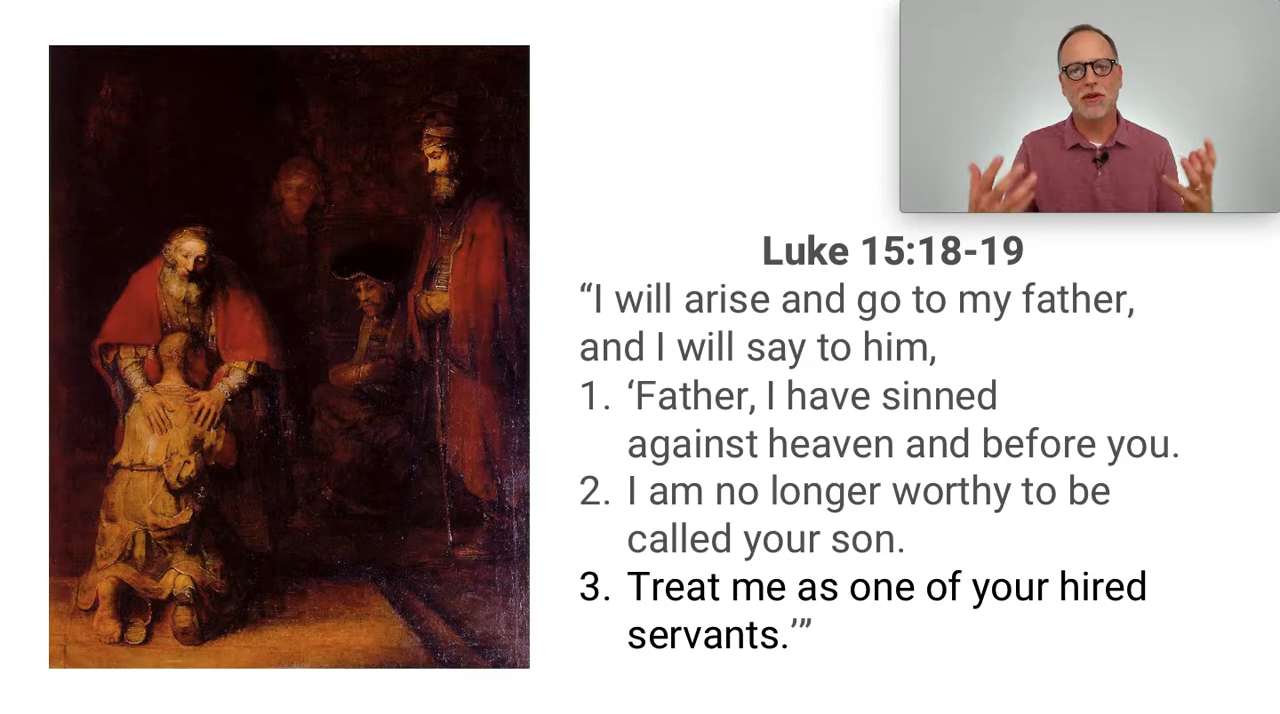 Luke 15:18-19
“I will arise and go to my father,
and I will say to him,
1. ‘Father, I have sinned
against heaven and before you.
2. I am no longer worthy to be
called your son.
3. Treat me as one of your hired
servants.’”